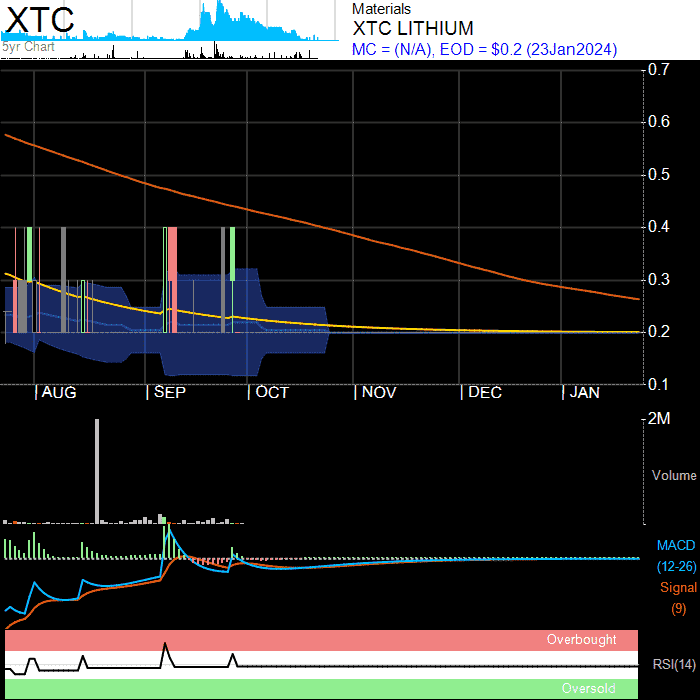 XTC
5yr Chart
Materials
XTC LITHIUM
MC = (N/A), EOD = $0.2 (23Jan2024)
0.7
0.6
0.5
0.4
0.3
0.2
0.1
AUG SEP OCT NOV DEC JAN
2M
Volume
MACD
(12-26)
Signal
(9)
Overbought
RSI(14)
Oversold